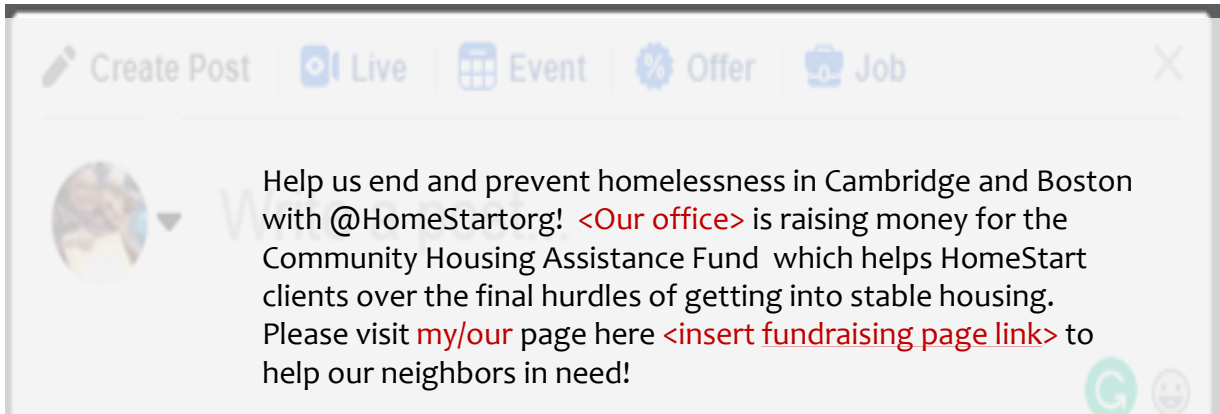 Create Post Live Event Offer Job
Write a post...
Help us end and prevent homelessness in Cambridge and Boston
with @HomeStartorg! <Our office> is raising money for the
Community Housing Assistance Fund which helps HomeStart
clients over the final hurdles of getting into stable housing.
Please visit my/our page here <insert fundraising page link> to
help our neighbors in need!